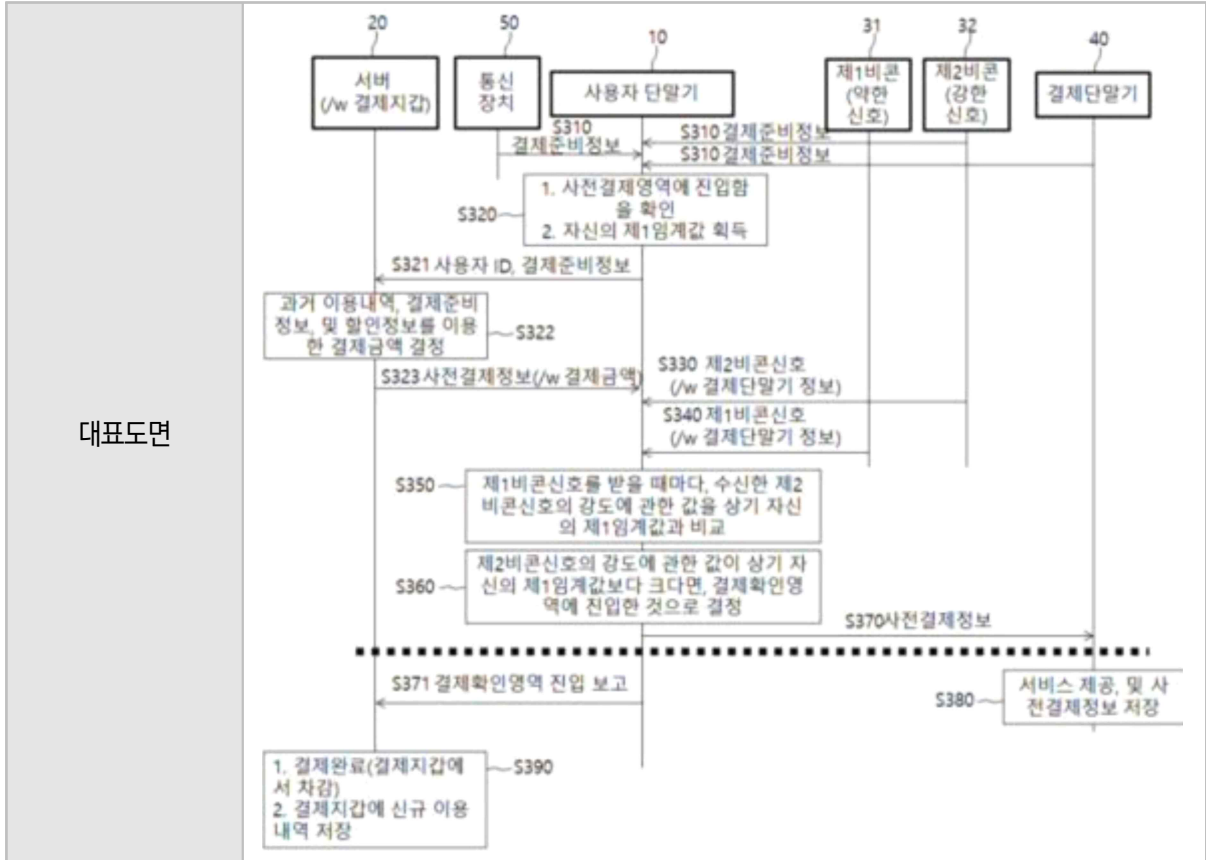 대표도면
20
50
10
31
32
40
서버
(/w 결제지갑)
통신
장치
사용자 단말기
제1비콘
(약한
신호)
제2비콘
(강한
신호)
결제단말기
S310
결제준비정보
S310 결제준비정보
S310 결제준비정보
S320
1. 사전결제영역에 진입함
을 확인
2. 자신의 제1임계값 획득
S321 사용자 ID, 결제준비정보
과거 이용내역, 결제준비
정보, 및 할인정보를 이용
한 결제금액 결정
S322
S323 사전결제정보(/w 결제금액)
S330 제2비콘신호
(/w 결제단말기 정보)
S340 제1비콘신호
(/w 결제단말기 정보)
S350
제1비콘신호를 받을 때마다, 수신한 제2
비콘신호의 강도에 관한 값을 상기 자신
의 제1임계값과 비교
S360
제2비콘신호의 강도에 관한 값이 상기 자
신의 제1임계값보다 크다면, 결제확인영
역에 진입한 것으로 결정
S370사전결제정보
S371 결제확인영역 진입 보고
S380
서비스 제공, 및 사
전결제정보 저장
1. 결제완료(결제지갑에
서 차감)
2. 결제지갑에 신규 이용
내역 저장
S390